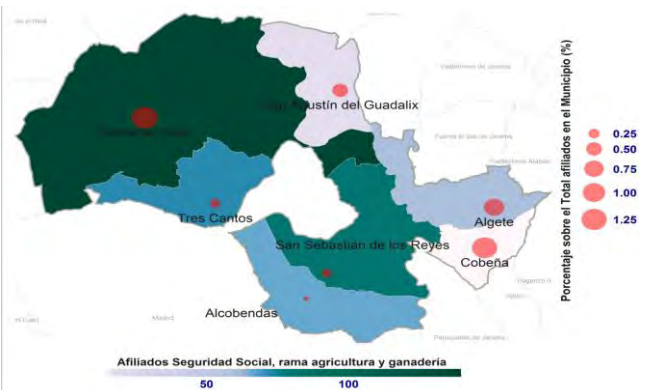 San Agustín del Guadalix
Tres Cantos
Algete
San Sebastián de los Reyes
Cobeña
Alcobendas
Madrid
Porcentaje sobre el Total afiliados en el Municipio (%)
0.25
0.50
0.75
1.00
1.25
Afiliados Seguridad Social, rama agricultura y ganadería
50 100